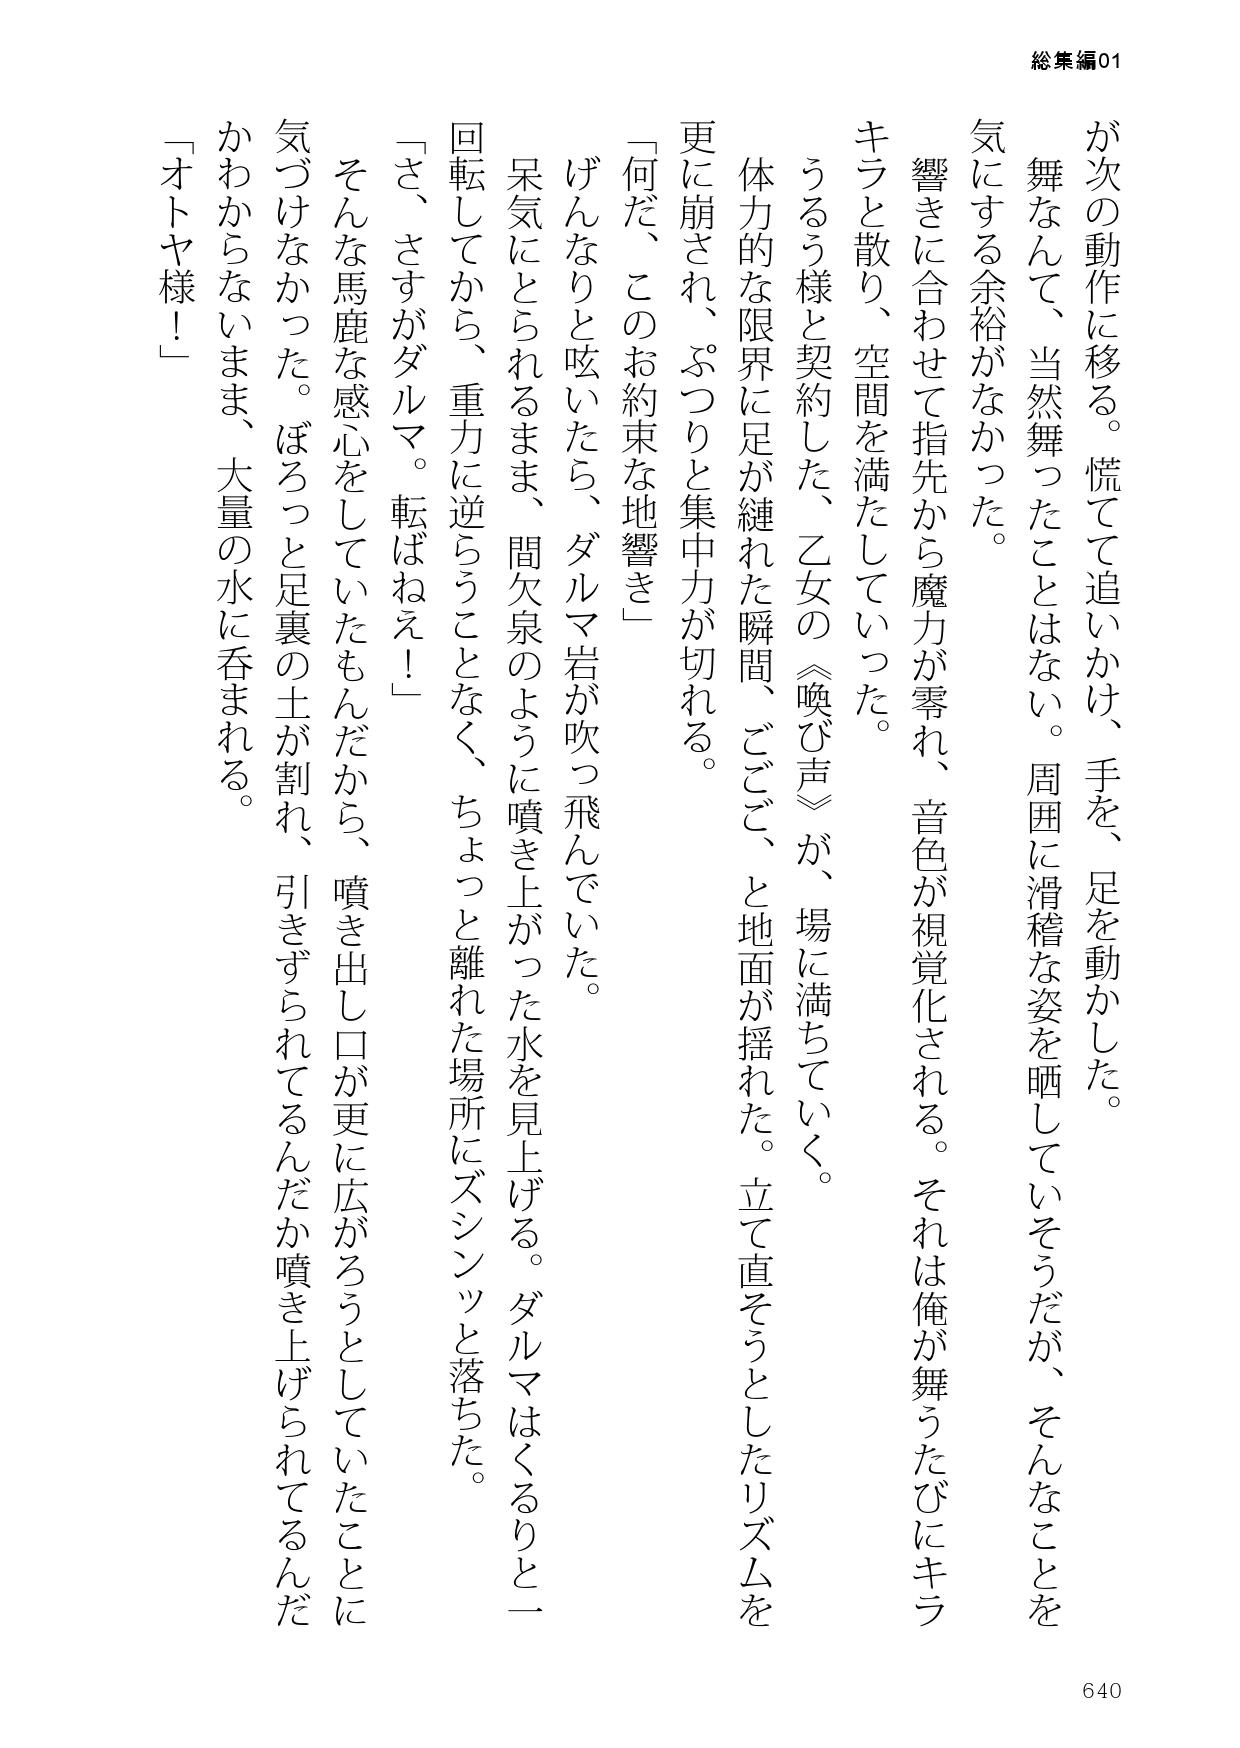 総集編01
が次の動作に移る。慌てて追いかけ、手を、足を動かした。
舞なんて、当然舞ったことはない。周囲に滑稽な姿を晒していそうだが、そんなことを
気にする余裕がなかった。
響きに合わせて指先から魔力が零れ、音色が視覚化される。それは俺が舞うたびにキラ
キラと散り、空間を満たしていった。
うるう様と契約した、乙女の《喚び声》が、場に満ちていく。
体力的な限界に足が縺れた瞬間、ごごご、と地面が揺れた。立て直そうとしたリズムを
更に崩され、ぷつりと集中力が切れる。
「何だ、このお約束な地響き」
げんなりと呟いたら、ダルマ岩が吹っ飛んでいた。
呆気にとられるまま、間欠泉のように噴き上がった水を見上げる。ダルマはくるりと一
回転してから、重力に逆らうことなく、ちょっと離れた場所にズシンッと落ちた。
「さ、さすがダルマ。転ばねえ！」
そんな馬鹿な感心をしていたもんだから、噴き出し口が更に広がろうとしていたことに
気づけなかった。ぼろっと足裏の土が割れ、引きずられてるんだか噴き上げられてるんだ
かわからないまま、大量の水に呑まれる。
「オトヤ様！」
640